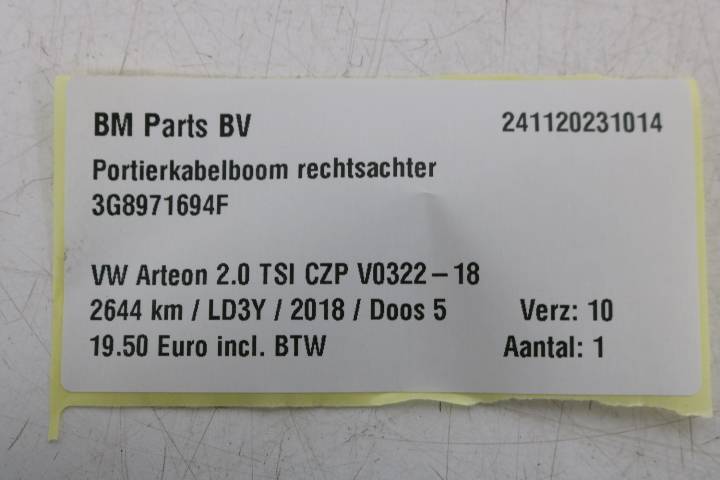 BM Parts BV 241120231014
Portierkabelboom rechtsachter
3G8971694F
VW Arteon 2.0 TSI CZP V0322-18
2644 km / LD3Y / 2018 / Doos 5 Verz: 10
19.50 Euro incl. BTW Aantal: 1